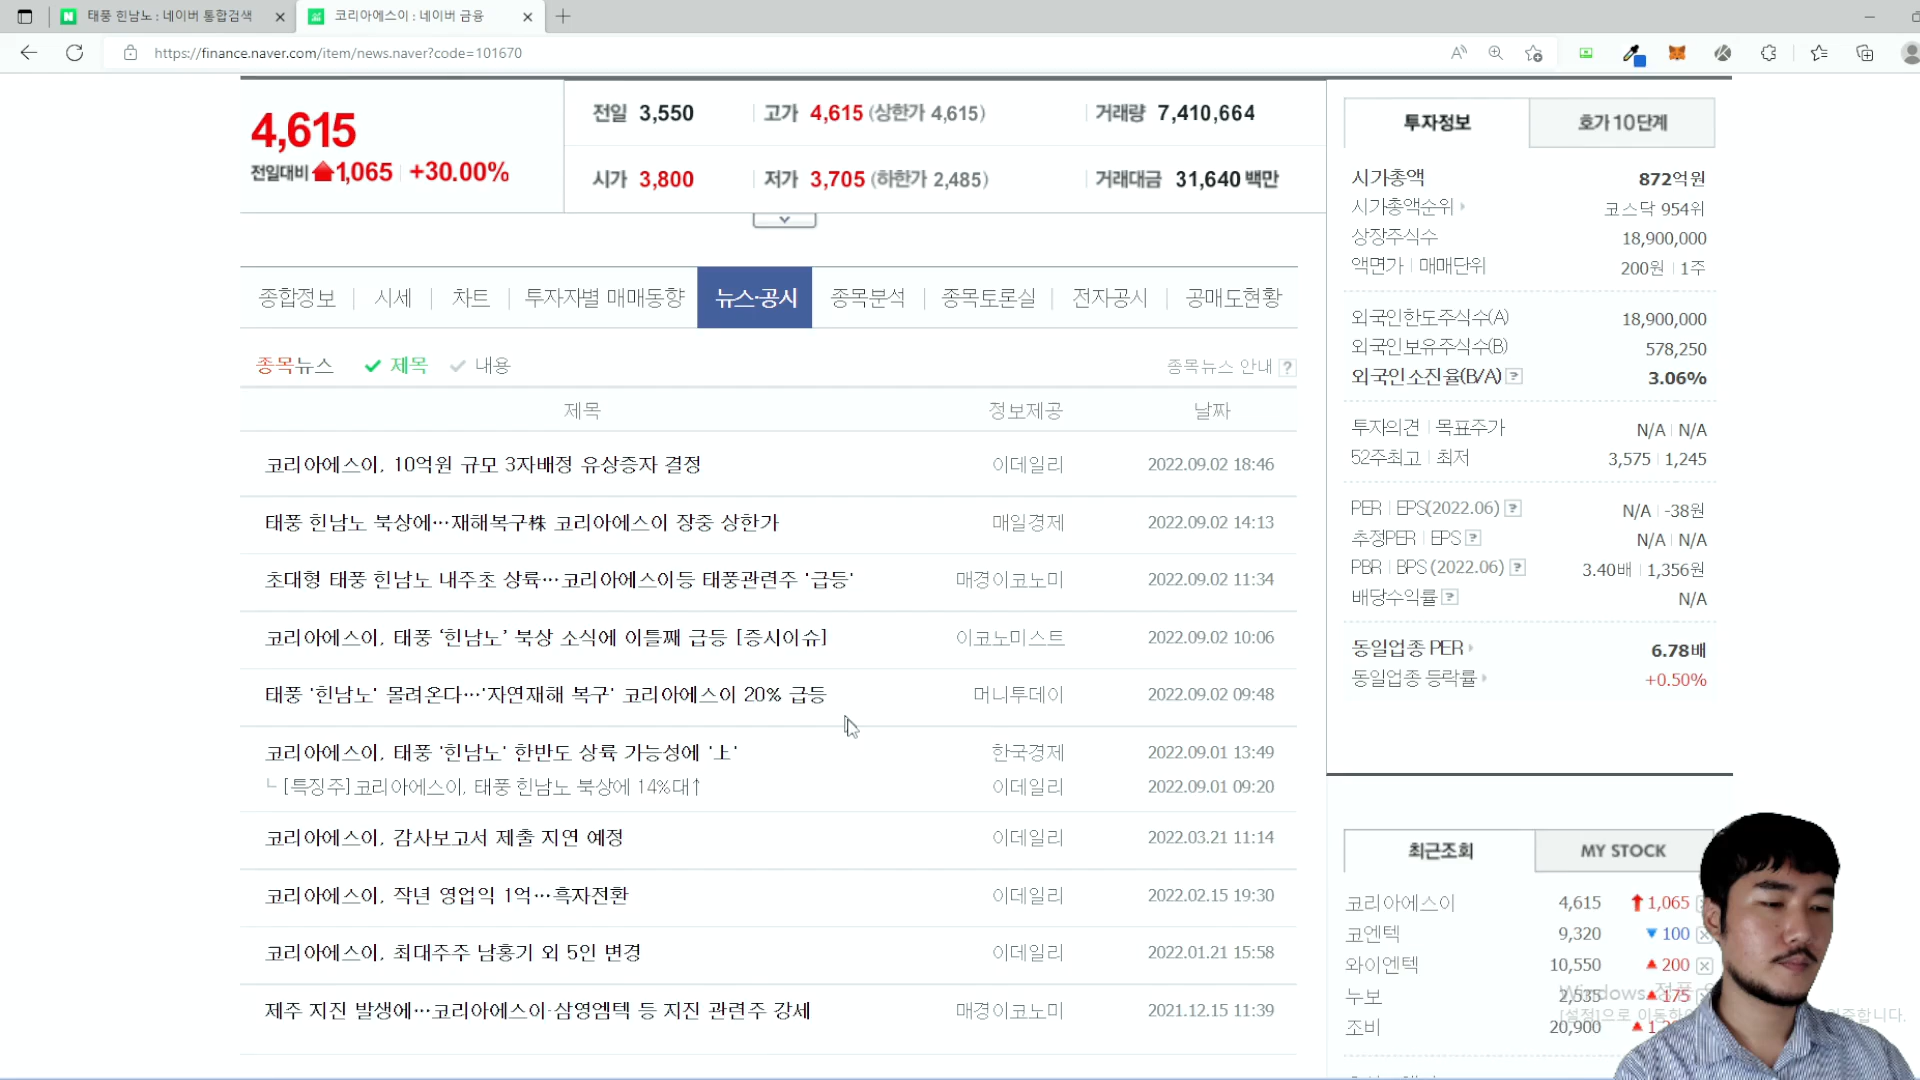 태풍 힌남노 : 네이버 통합검색
코리아에스이 : 네이버 금융
https://finance.naver.com/item/news.naver?code=101670
4,615
전일대비 1,065 +30.00%
전일 3,550 고가 4,615 (상한가 4,615) 거래량 7,410,664
시가 3,800 저가 3,705 (하한가 2,485) 거래대금 31,640 백만
종합정보 시세 차트 투자자별 매매동향 뉴스·공시 종목분석 종목토론실 전자공시 공매도현황
종목뉴스 제목 내용 종목뉴스 안내 ?
제목 정보제공 날짜
코리아에스이, 10억원 규모 3자배정 유상증자 결정 이데일리 2022.09.02 18:46
태풍 힌남노 북상에…재해복구株 코리아에스이 장중 상한가 매일경제 2022.09.02 14:13
초대형 태풍 힌남노 내주초 상륙…코리아에스이등 태풍관련주 '급등' 매경이코노미 2022.09.02 11:34
코리아에스이, 태풍 ‘힌남노’ 북상 소식에 이틀째 급등 [증시이슈] 이코노미스트 2022.09.02 10:06
태풍 '힌남노' 몰려온다…'자연재해 복구' 코리아에스이 20% 급등 머니투데이 2022.09.02 09:48
코리아에스이, 태풍 '힌남노' 한반도 상륙 가능성에 '上' 한국경제 2022.09.01 13:49
└ [특징주]코리아에스이, 태풍 힌남노 북상에 14%대↑ 이데일리 2022.09.01 09:20
코리아에스이, 감사보고서 제출 지연 예정 이데일리 2022.03.21 11:14
코리아에스이, 작년 영업익 1억…흑자전환 이데일리 2022.02.15 19:30
코리아에스이, 최대주주 남홍기 외 5인 변경 이데일리 2022.01.21 15:58
제주 지진 발생에…코리아에스이·삼영엠텍 등 지진 관련주 강세 매경이코노미 2021.12.15 11:39
투자정보 호가 10단계
시가총액 872억원
시가총액순위 코스닥 954위
상장주식수 18,900,000
액면가 매매단위 200원 1주
외국인한도주식수(A) 18,900,000
외국인보유주식수(B) 578,250
외국인소진율(B/A) ? 3.06%
투자의견 목표주가 N/A N/A
52주최고 최저 3,575 1,245
PER EPS(2022.06) ? N/A -38원
추정PER EPS ? N/A N/A
PBR BPS (2022.06) ? 3.40배 1,356원
배당수익률 ? N/A
동일업종 PER 6.78배
동일업종 등락률 +0.50%
최근조회 MY STOCK
코리아에스이 4,615 1,065
코엔텍 9,320 100
와이엔텍 10,550 200
누보 2,535 175
조비 20,900